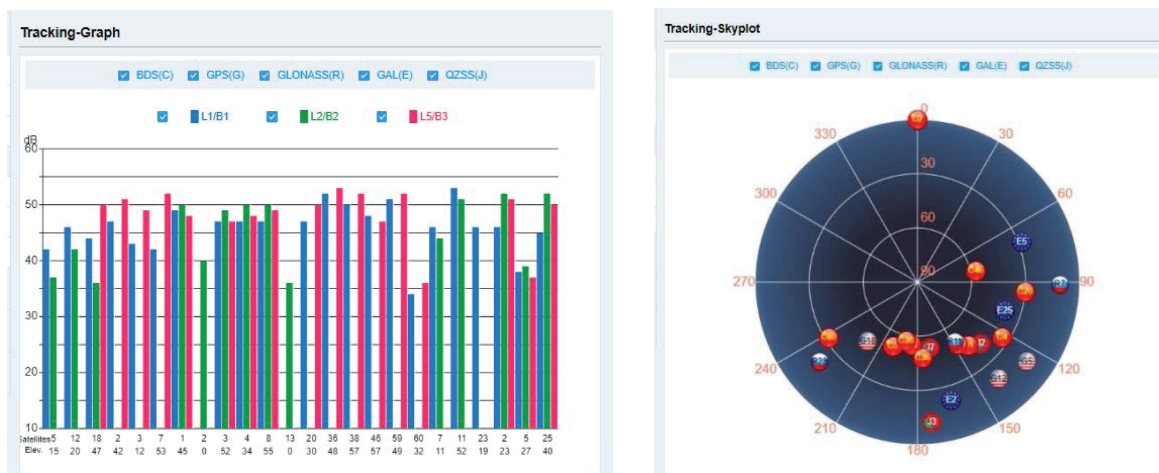 Tracking-Graph
BDS(C) GPS(G) GLONASS(R) GAL(E) QZSS(J)
L1/B1 L2/B2 L5/B3
dB
60
50
40
30
20
10
Satellites 5 12 18 2 3 7 1 2 3 4 8 13 20 36 38 46 59 60 7 11 23 2 5 25
Elev. 15 20 47 42 12 53 45 0 52 34 55 0 30 48 57 57 49 32 11 52 19 23 27 40
Tracking-Skyplot
BDS(C) GPS(G) GLONASS(R) GAL(E) QZSS(J)
0
330 30
30
300 60
60
E5
90
270 R7 90
E25
G18
240 G5 120
G12
E2
J3
210 150
180